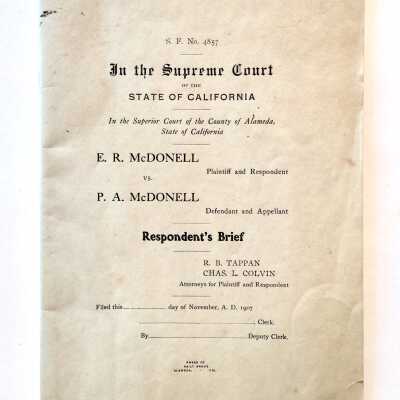 S. F. No. 4857
In the Supreme Court
OF THE
STATE OF CALIFORNIA
In the Superior Court of the County of Alameda,
State of California
E. R. McDONELL
Plaintiff and Respondent
vs.
P. A. McDONELL
Defendant and Appellant
Respondent's Brief
R. B. TAPPAN
CHAS. L. COLVIN
Attorneys for Plaintiff and Respondent
Filed this ............ day of November, A. D. 1907
............, Clerk.
By ............ Deputy Clerk.
PRESS OF